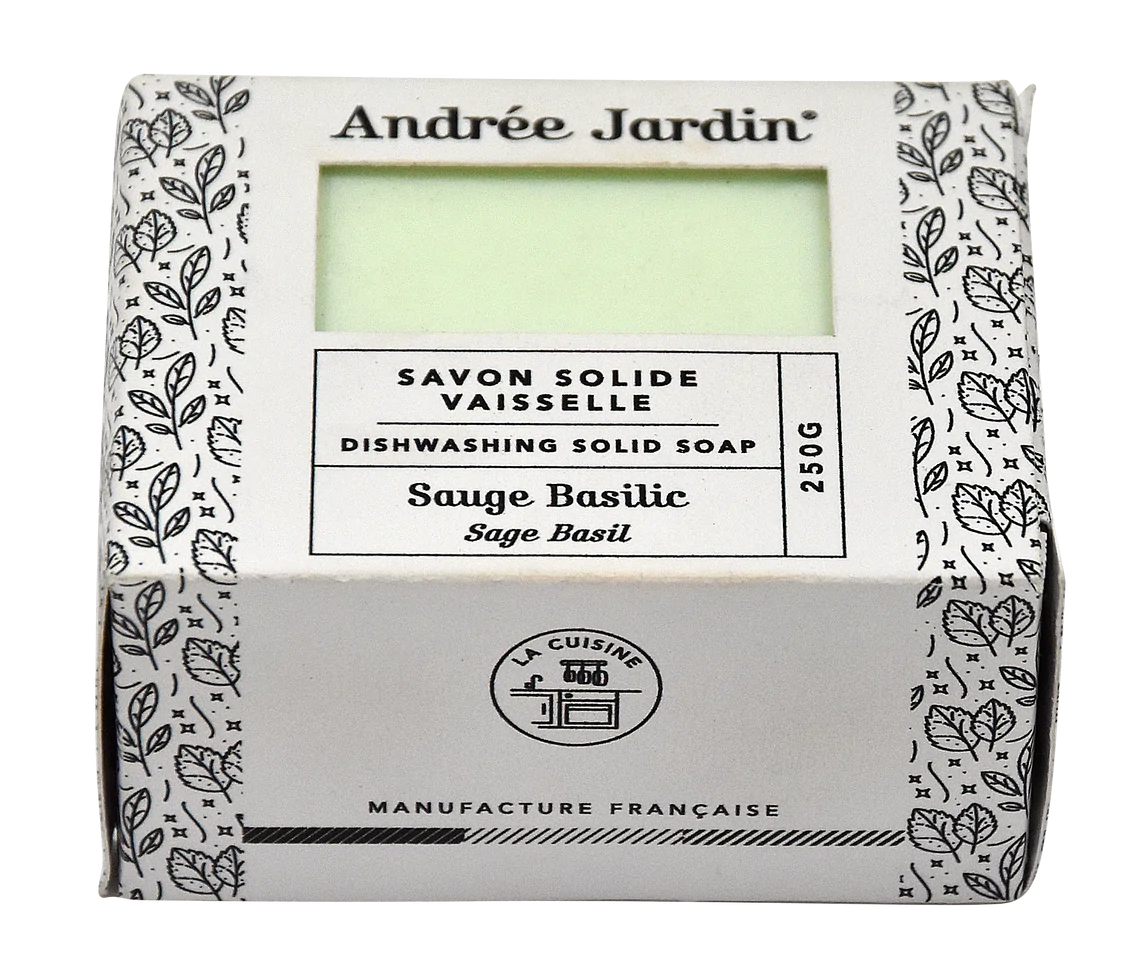 Andrée Jardin
SAVON SOLIDE
VAISSELLE
DISHWASHING SOLID SOAP
250G
Sauge Basilic
Sage Basil
LA CUISINE
MANUFACTURE FRANÇAISE